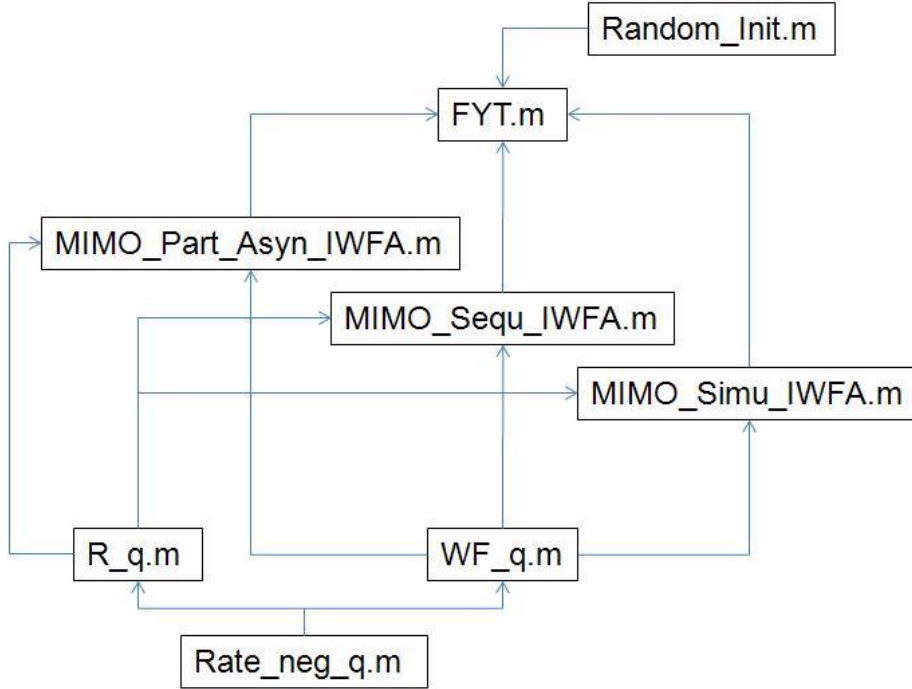 Random_Init.m
FYT.m
MIMO_Part_Asyn_IWFA.m
MIMO_Sequ_IWFA.m
MIMO_Simu_IWFA.m
R_q.m
WF_q.m
Rate_neg_q.m